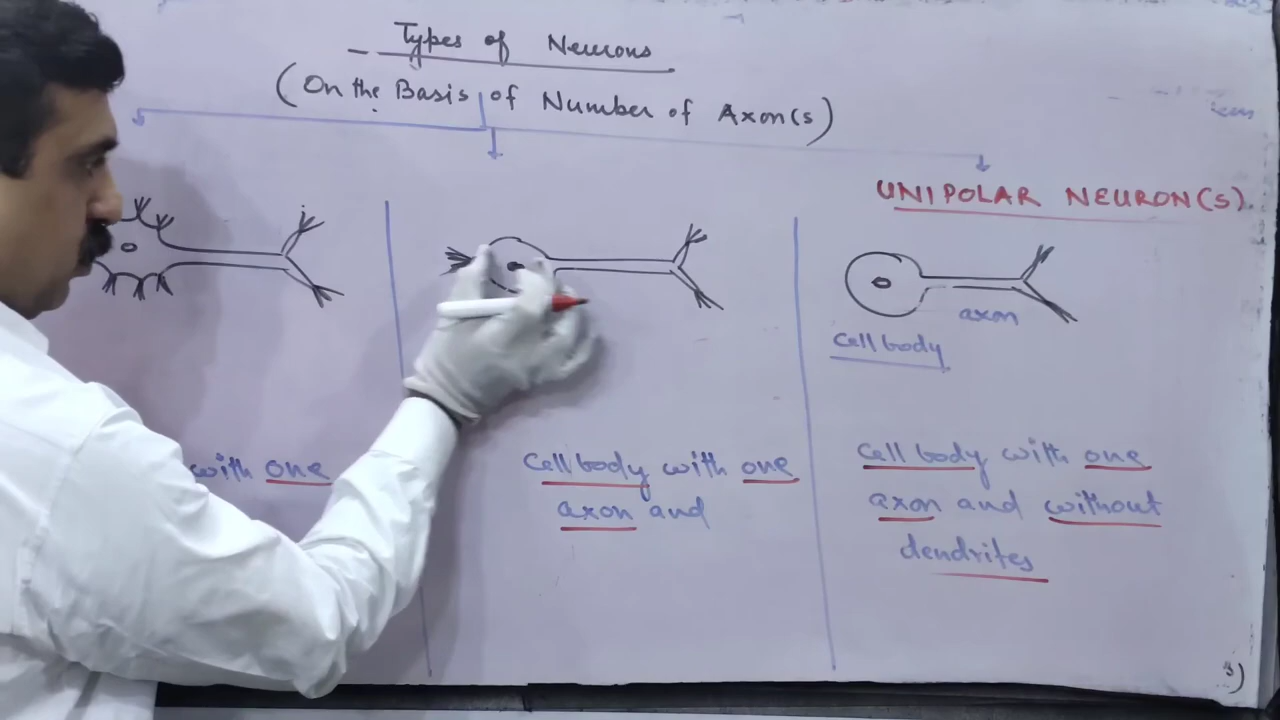 Types of Neurons
(On the Basis of Number of Axon(s)
UNIPOLAR NEURON(S)
axon
Cell body
with one
Cell body with one
axon and
Cell body with one
axon and without
dendrites